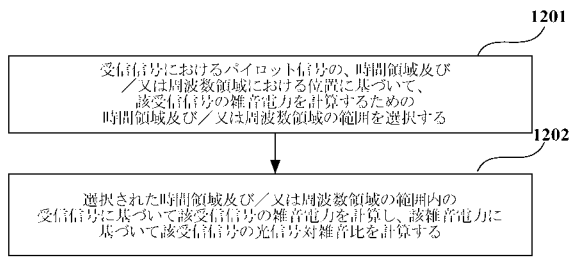 1201
受信信号におけるパイロット信号の、時間領域及び
／又は周波数領域における位置に基づいて、
該受信信号の雑音電力を計算するための
時間領域及び／又は周波数領域の範囲を選択する
1202
選択された時間領域及び／又は周波数領域の範囲内の
受信信号に基づいて該受信信号の雑音電力を計算し、該雑音電力に
基づいて該受信信号の光信号対雑音比を計算する